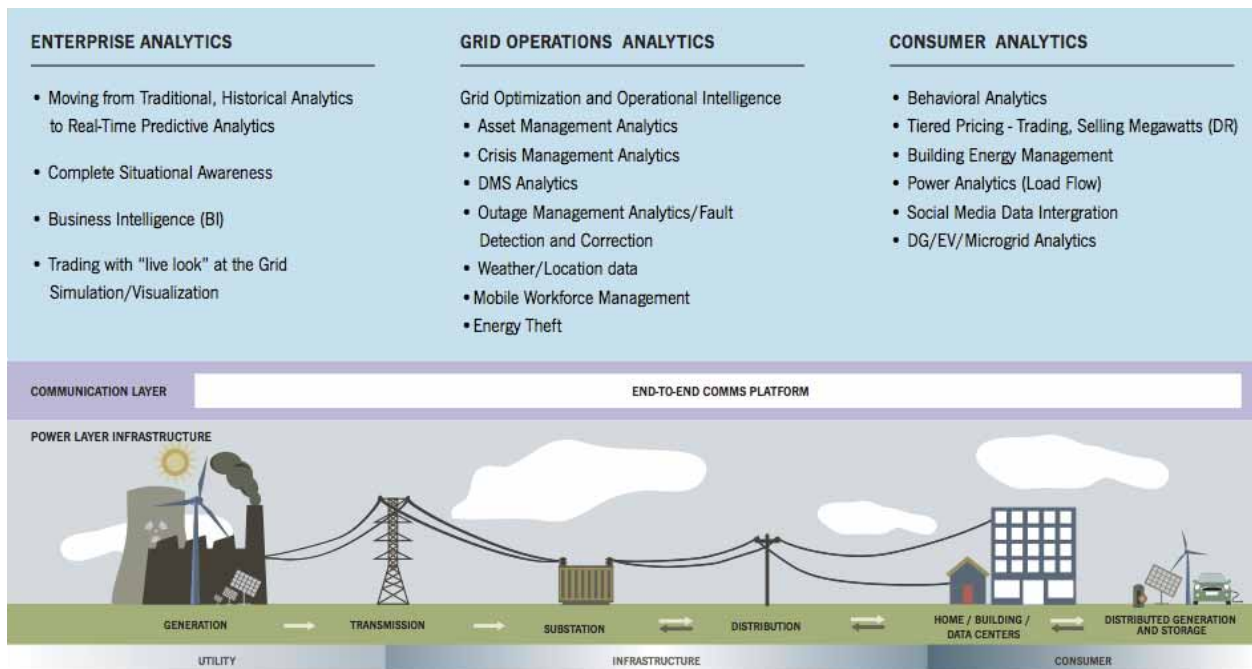 ENTERPRISE ANALYTICS
• Moving from Traditional, Historical Analytics
to Real-Time Predictive Analytics
• Complete Situational Awareness
• Business Intelligence (BI)
• Trading with “live look” at the Grid
Simulation/Visualization
GRID OPERATIONS ANALYTICS
Grid Optimization and Operational Intelligence
• Asset Management Analytics
• Crisis Management Analytics
• DMS Analytics
• Outage Management Analytics/Fault
Detection and Correction
• Weather/Location data
• Mobile Workforce Management
• Energy Theft
CONSUMER ANALYTICS
• Behavioral Analytics
• Tiered Pricing - Trading, Selling Megawatts (DR)
• Building Energy Management
• Power Analytics (Load Flow)
• Social Media Data Intergration
• DG/EV/Microgrid Analytics
COMMUNICATION LAYER
END-TO-END COMMS PLATFORM
POWER LAYER INFRASTRUCTURE
GENERATION
TRANSMISSION
SUBSTATION
DISTRIBUTION
HOME / BUILDING /
DATA CENTERS
DISTRIBUTED GENERATION
AND STORAGE
UTILITY
INFRASTRUCTURE
CONSUMER